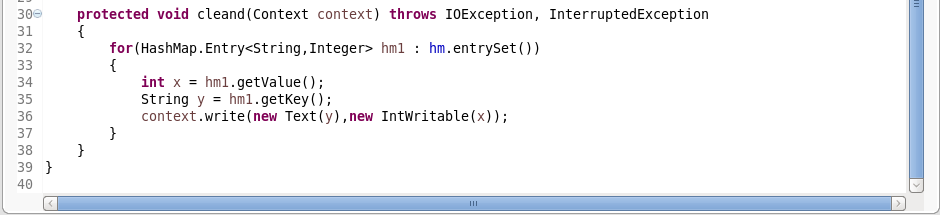 30 protected void cleand(Context context) throws IOException, InterruptedException
31 {
32 for(HashMap.Entry<String,Integer> hm1 : hm.entrySet())
33 {
34 int x = hm1.getValue();
35 String y = hm1.getKey();
36 context.write(new Text(y),new IntWritable(x));
37 }
38 }
39 }
40